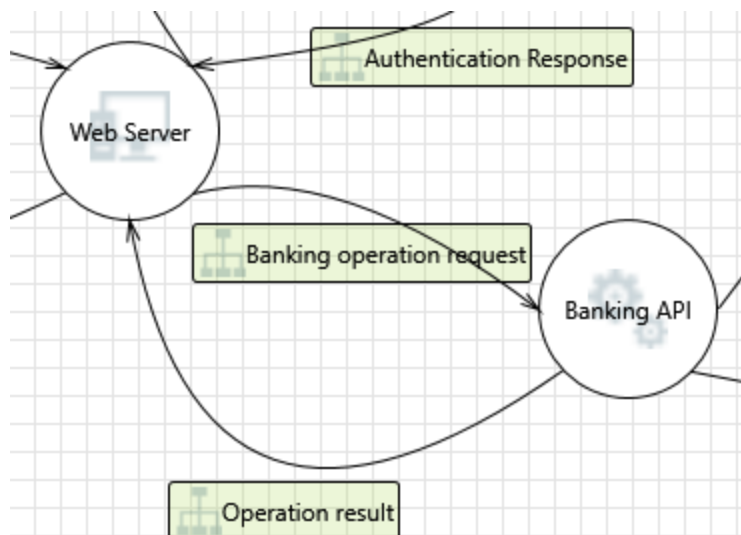 Authentication Response
Web Server
Banking operation request
Banking API
Operation result